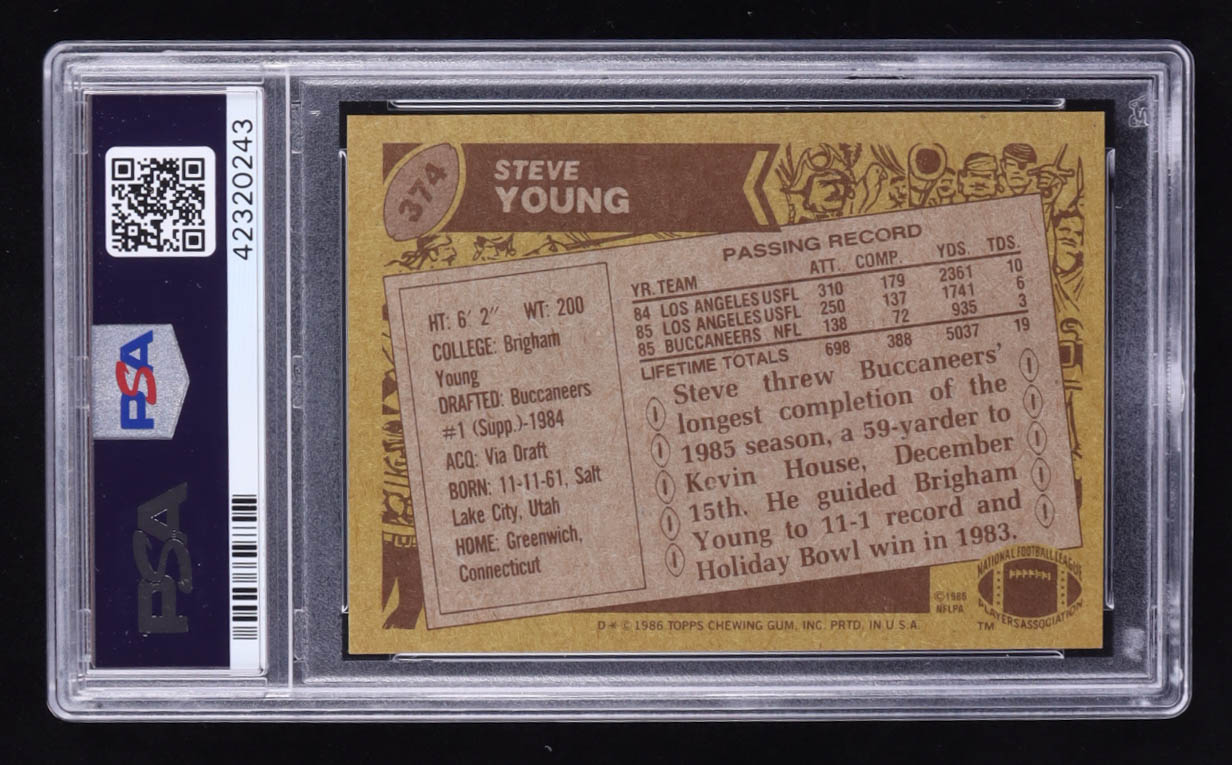 42320243
PSA
PSA
374
STEVE
YOUNG
HT: 6' 2" WT: 200
COLLEGE: Brigham
Young
DRAFTED: Buccaneers
#1 (Supp.)-1984
ACQ: Via Draft
BORN: 11-11-61, Salt
Lake City, Utah
HOME: Greenwich,
Connecticut
PASSING RECORD
YR. TEAM ATT. COMP. YDS. TDS.
84 LOS ANGELES USFL 310 179 2361 10
85 LOS ANGELES USFL 250 137 1741 6
85 BUCCANEERS NFL 138 72 935 3
LIFETIME TOTALS 698 388 5037 19
Steve threw Buccaneers'
longest completion of the
1985 season, a 59-yarder to
Kevin House, December
15th. He guided Brigham
Young to 11-1 record and
Holiday Bowl win in 1983.
NATIONAL FOOTBALL LEAGUE
PLAYERS ASSOCIATION
TM
©1986
NFLPA
D* © 1986 TOPPS CHEWING GUM, INC. PRTD. IN U.S.A.